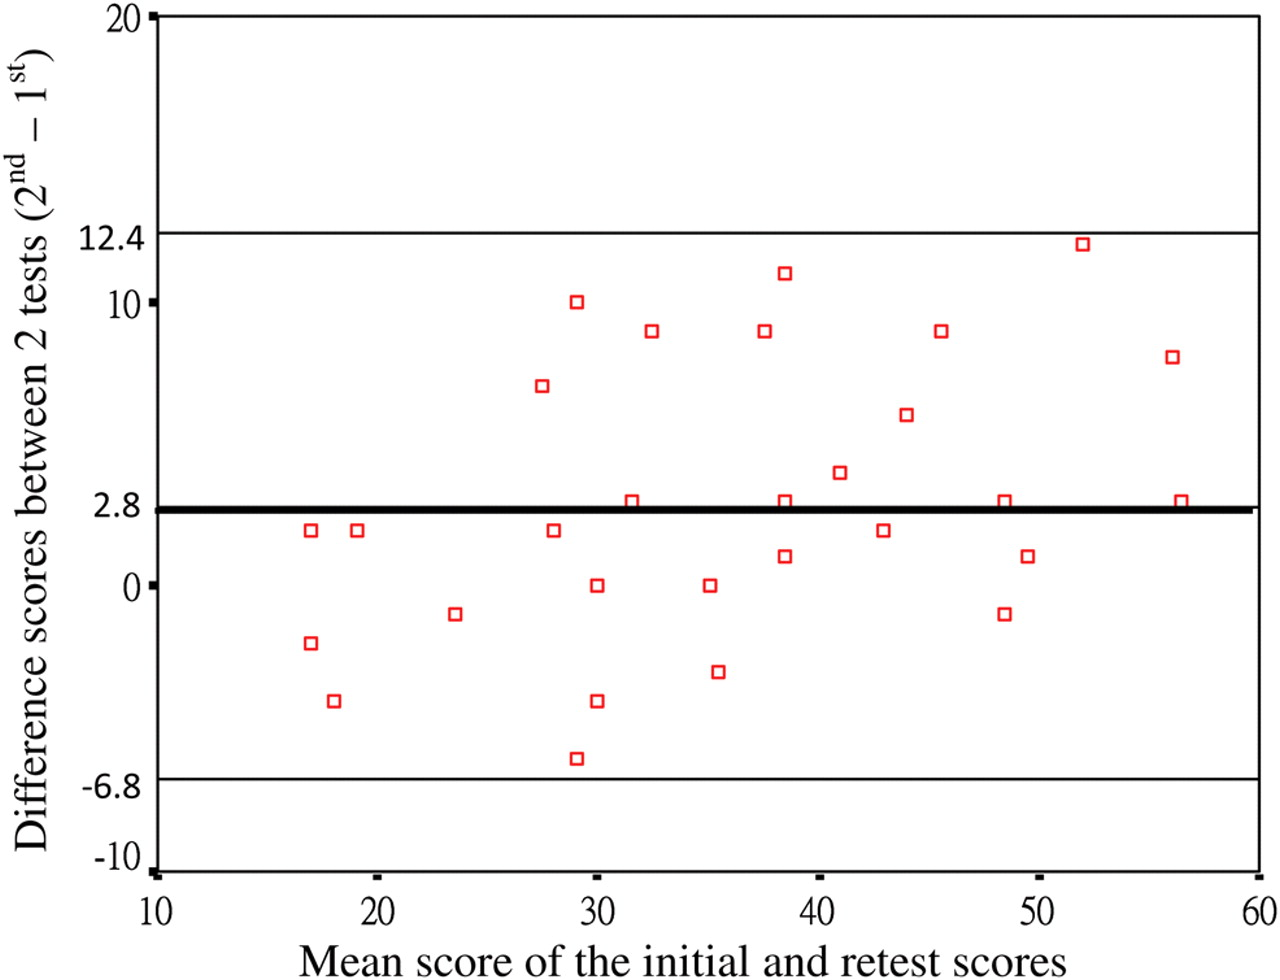 Difference scores between 2 tests (2nd – 1st)
20
12.4
10
2.8
0
-6.8
-10
10 20 30 40 50 60
Mean score of the initial and retest scores